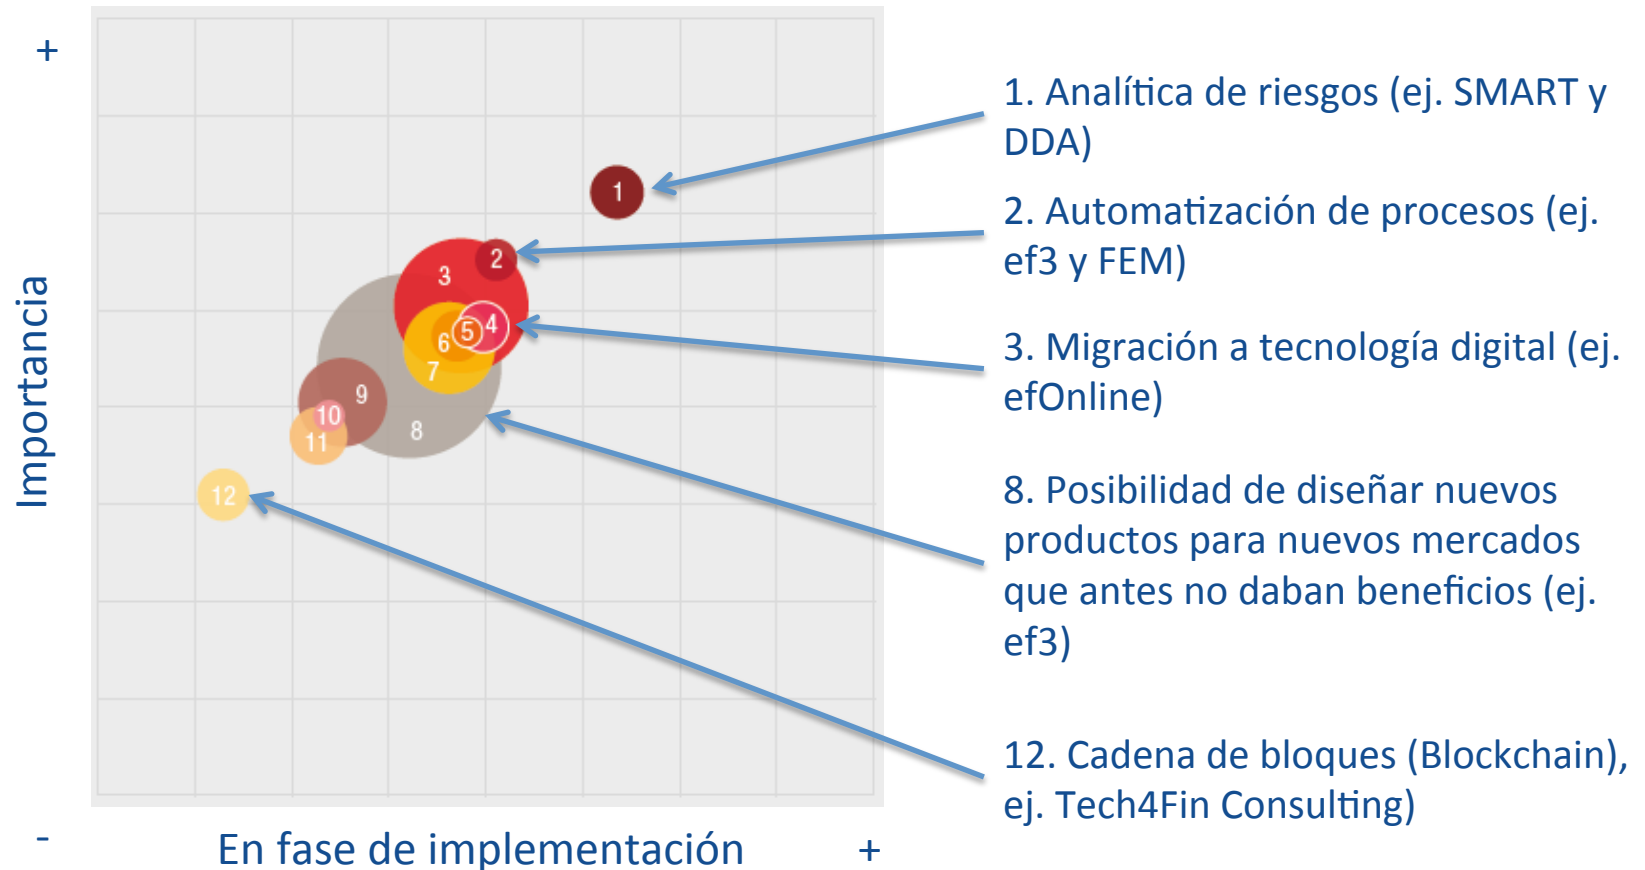 +
Importancia
-
En fase de implementación
+
1
2
3
4
5
6
7
8
9
10
11
12
1. Analítica de riesgos (ej. SMART y
DDA)
2. Automatización de procesos (ej.
ef3 y FEM)
3. Migración a tecnología digital (ej.
efOnline)
8. Posibilidad de diseñar nuevos
productos para nuevos mercados
que antes no daban beneficios (ej.
ef3)
12. Cadena de bloques (Blockchain),
ej. Tech4Fin Consulting)